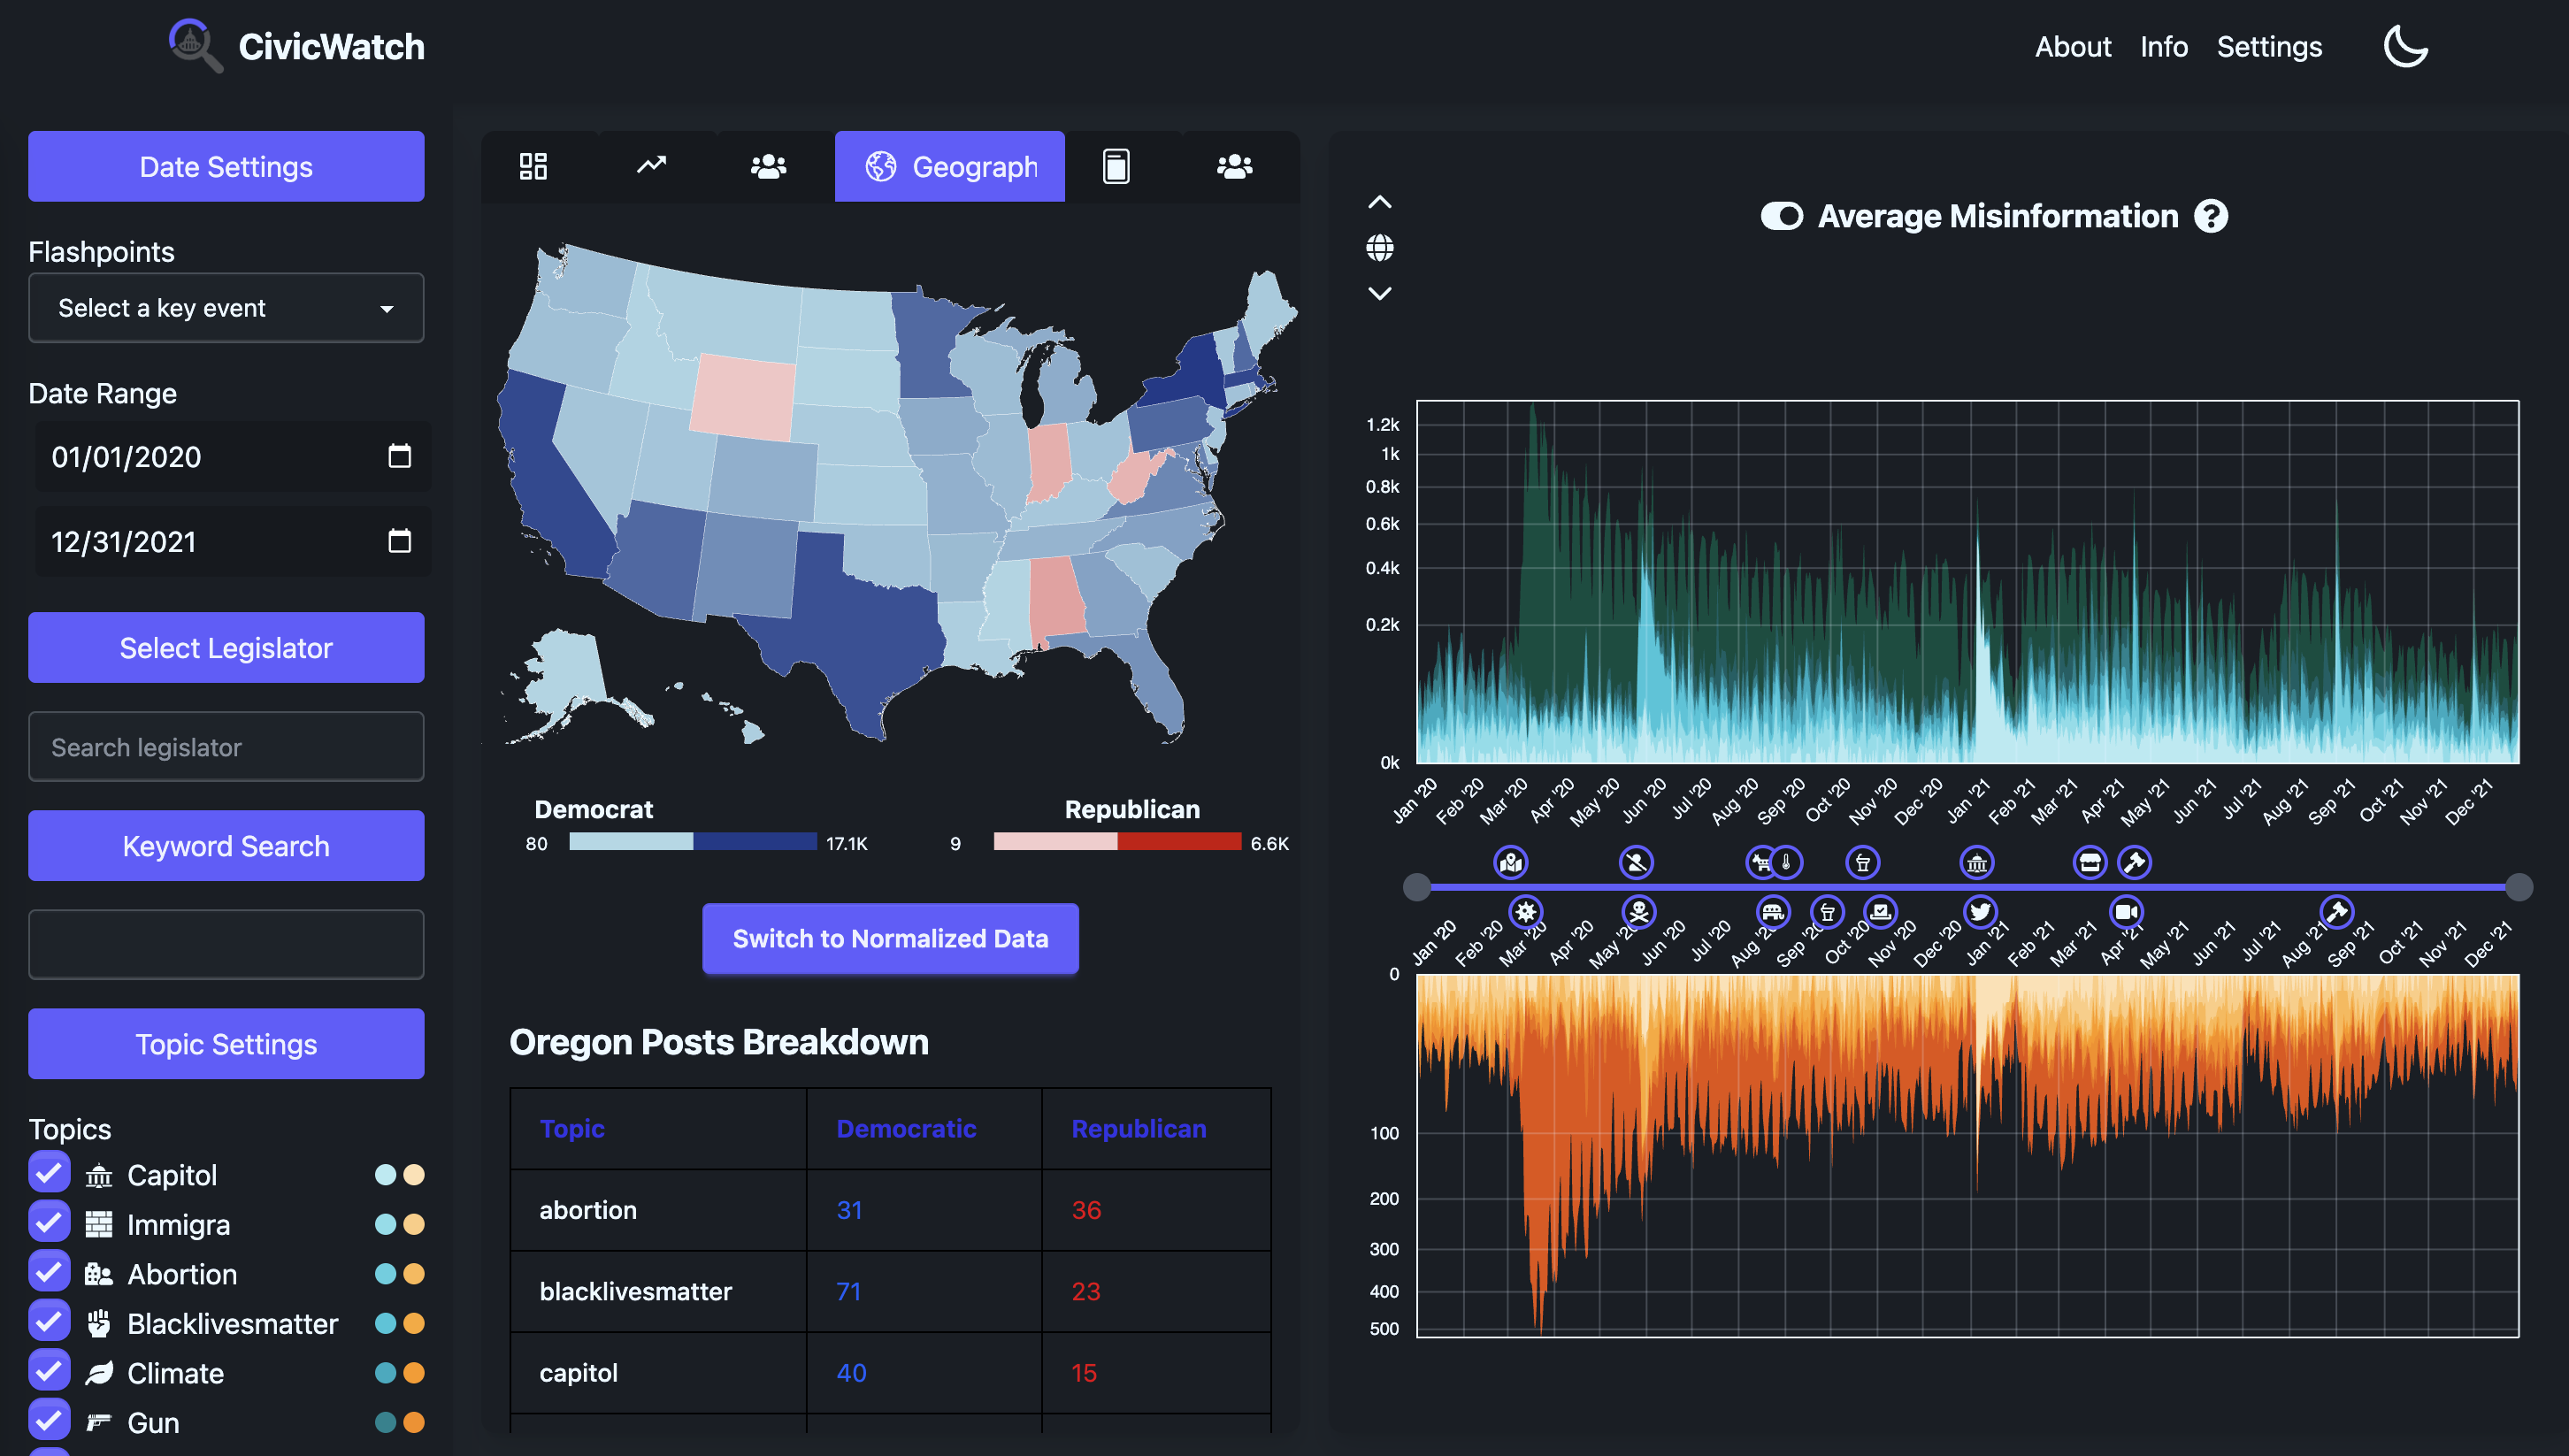 CivicWatch
About Info Settings
Date Settings
Flashpoints
Select a key event
Date Range
01/01/2020
12/31/2021
Select Legislator
Search legislator
Keyword Search
Topic Settings
Topics
Capitol
Immigra
Abortion
Blacklivesmatter
Climate
Gun
Geograph
Democrat
80 17.1K
Republican
9 6.6K
Switch to Normalized Data
Oregon Posts Breakdown
Topic Democratic Republican
abortion 31 36
blacklivesmatter 71 23
capitol 40 15
Average Misinformation
1.2k
1k
0.8k
0.6k
0.4k
0.2k
0k
Jan '20 Feb '20 Mar '20 Apr '20 May '20 Jun '20 Jul '20 Aug '20 Sep '20 Oct '20 Nov '20 Dec '20 Jan '21 Feb '21 Mar '21 Apr '21 May '21 Jun '21 Jul '21 Aug '21 Sep '21 Oct '21 Nov '21 Dec '21
Jan '20 Feb '20 Mar '20 Apr '20 May '20 Jun '20 Jul '20 Aug '20 Sep '20 Oct '20 Nov '20 Dec '20 Jan '21 Feb '21 Mar '21 Apr '21 May '21 Jun '21 Jul '21 Aug '21 Sep '21 Oct '21 Nov '21 Dec '21
0
100
200
300
400
500